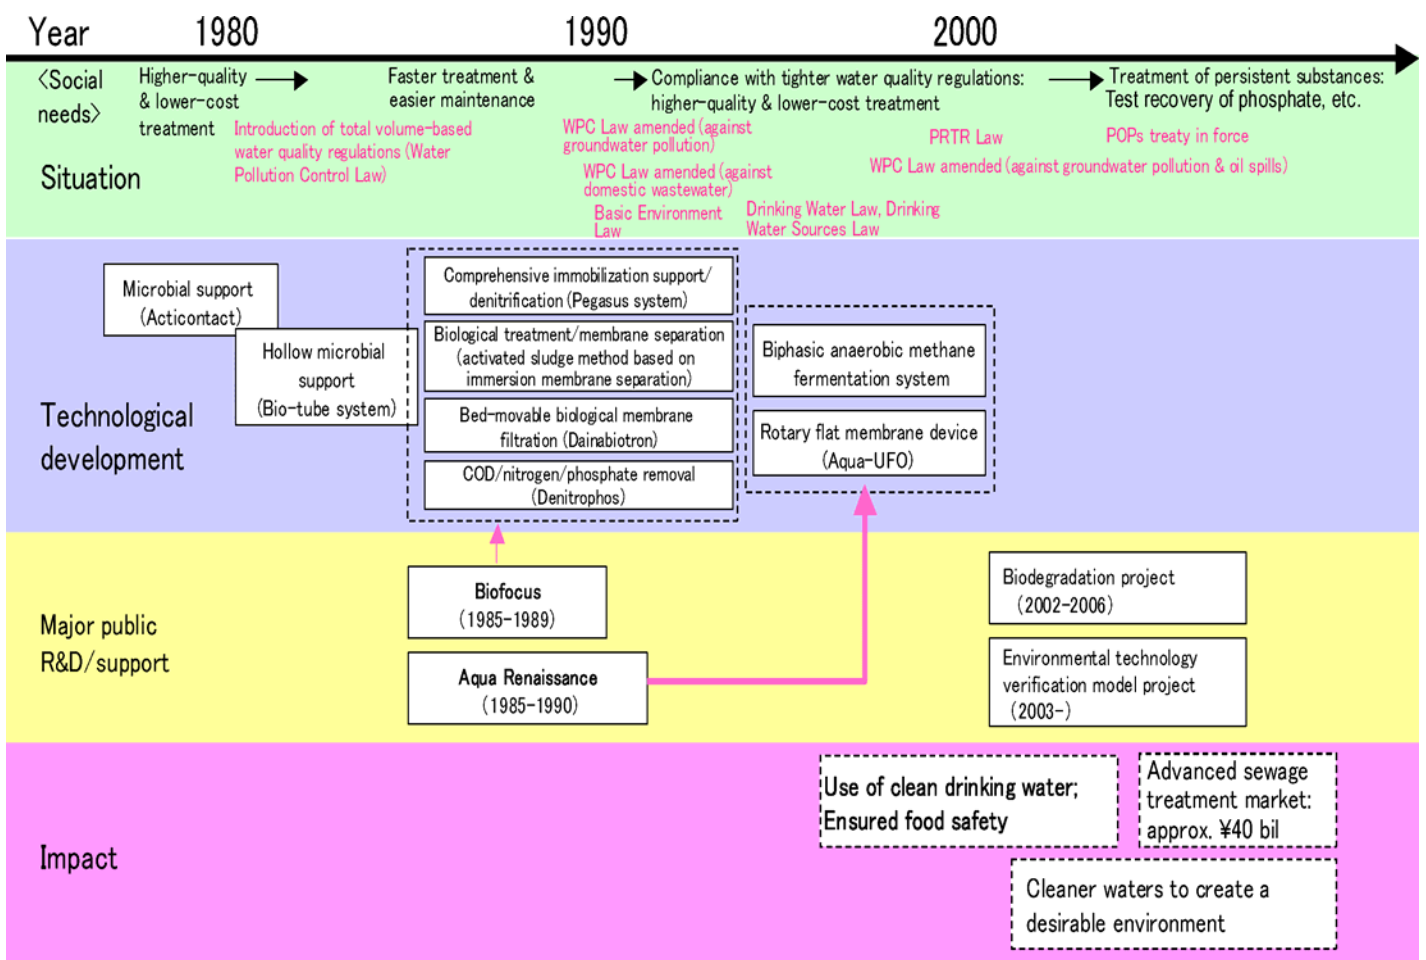 Year 1980 1990 2000
<Social
needs>
Higher-quality
& lower-cost
treatment
Faster treatment &
easier maintenance
Compliance with tighter water quality regulations:
higher-quality & lower-cost treatment
Treatment of persistent substances:
Test recovery of phosphate, etc.
Situation
Introduction of total volume-based
water quality regulations (Water
Pollution Control Law)
WPC Law amended (against
groundwater pollution)
WPC Law amended (against
domestic wastewater)
Basic Environment
Law
Drinking Water Law, Drinking
Water Sources Law
PRTR Law
WPC Law amended (against groundwater pollution & oil spills)
POPs treaty in force
Technological
development
Microbial support
(Acticontact)
Hollow microbial
support
(Bio-tube system)
Comprehensive immobilization support/
denitrification (Pegasus system)
Biological treatment/membrane separation
(activated sludge method based on
immersion membrane separation)
Bed-movable biological membrane
filtration (Dainabiotron)
COD/nitrogen/phosphate removal
(Denitrophos)
Biphasic anaerobic methane
fermentation system
Rotary flat membrane device
(Aqua-UFO)
Major public
R&D/support
Biofocus
(1985-1989)
Aqua Renaissance
(1985-1990)
Biodegradation project
(2002-2006)
Environmental technology
verification model project
(2003-)
Impact
Use of clean drinking water;
Ensured food safety
Advanced sewage
treatment market:
approx. ¥40 bil
Cleaner waters to create a
desirable environment